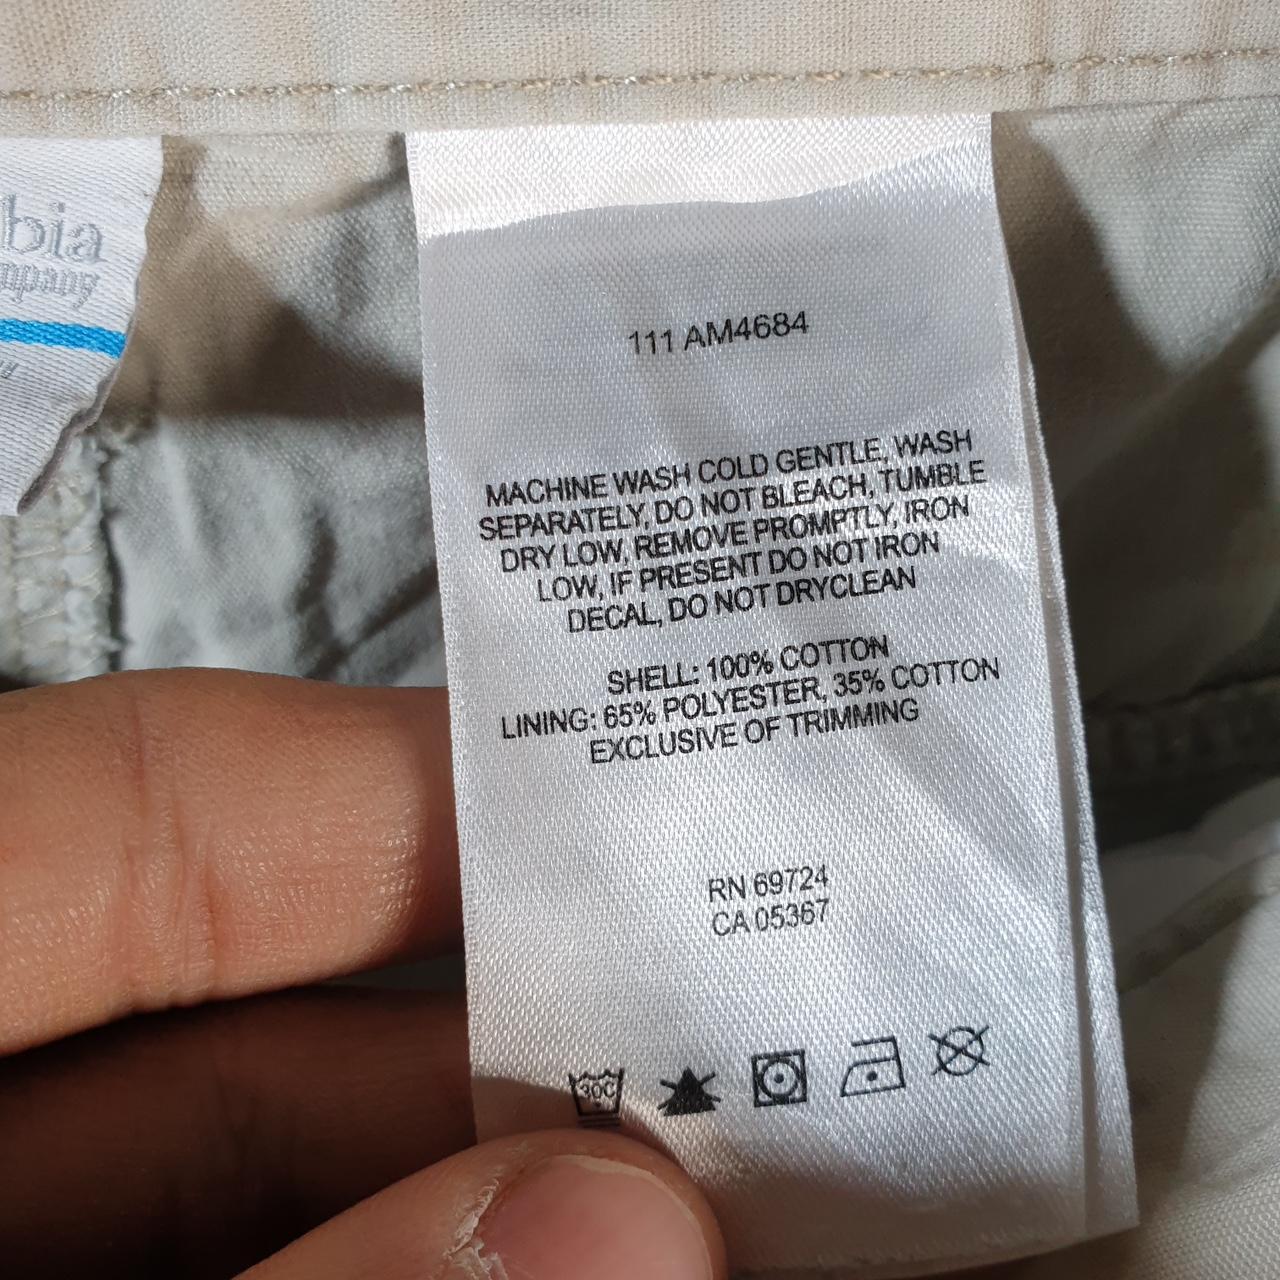 bia
mpany
111 AM4684
MACHINE WASH COLD GENTLE, WASH
SEPARATELY, DO NOT BLEACH, TUMBLE
DRY LOW, REMOVE PROMPTLY, IRON
LOW, IF PRESENT DO NOT IRON
DECAL, DO NOT DRYCLEAN
SHELL: 100% COTTON
LINING: 65% POLYESTER, 35% COTTON
EXCLUSIVE OF TRIMMING
RN 69724
CA 05367
30C